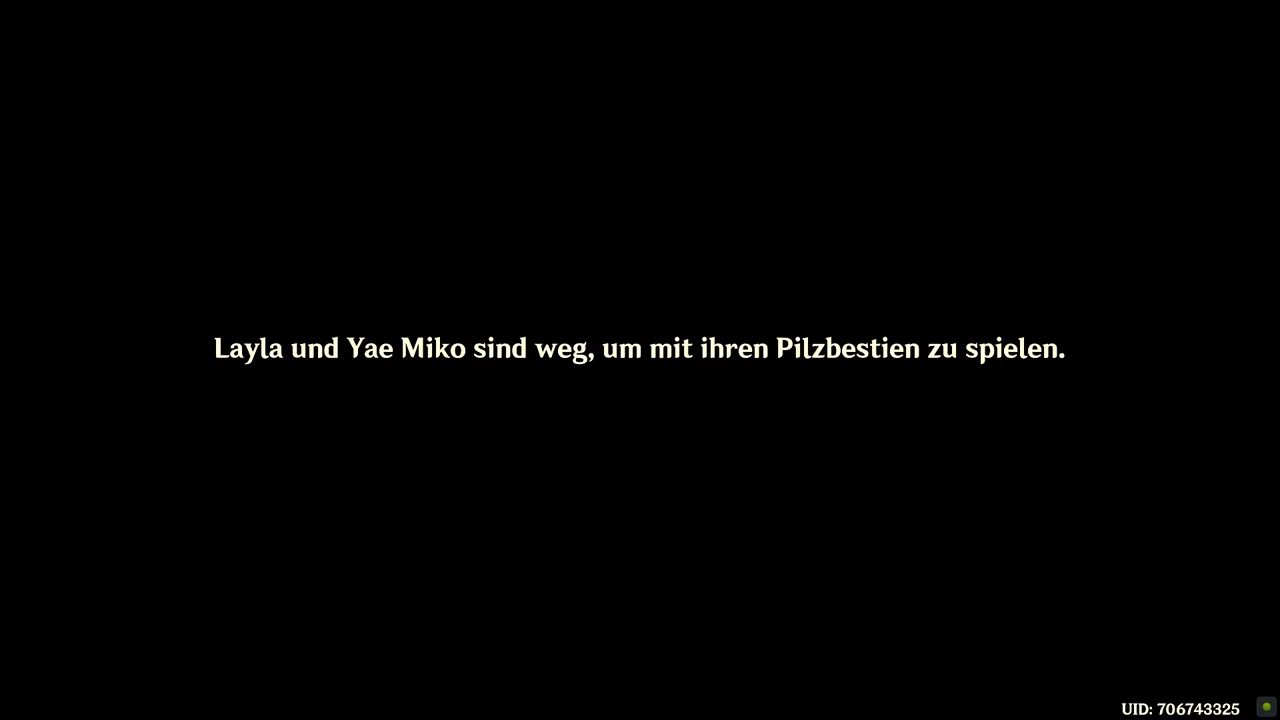 Layla und Yae Miko sind weg, um mit ihren Pilzbestien zu spielen.
UID: 706743325